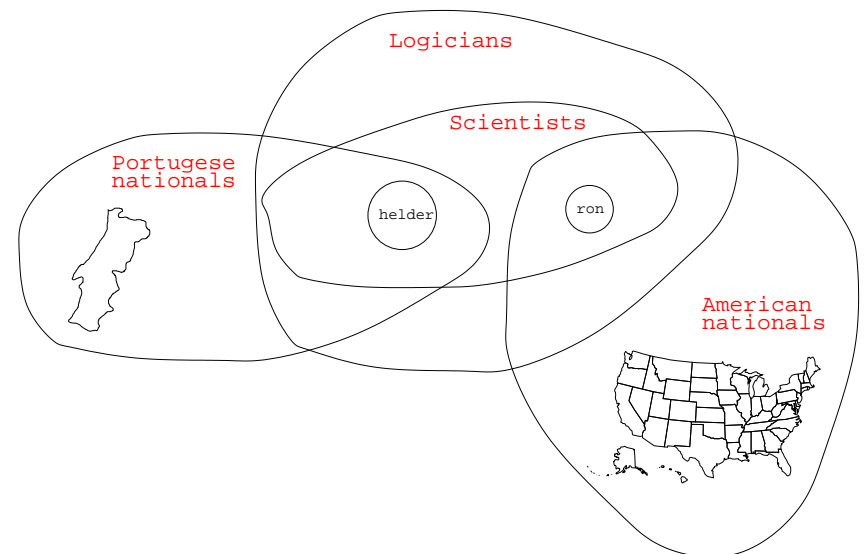 Logicians
Scientists
Portugese
nationals
helder
ron
American
nationals